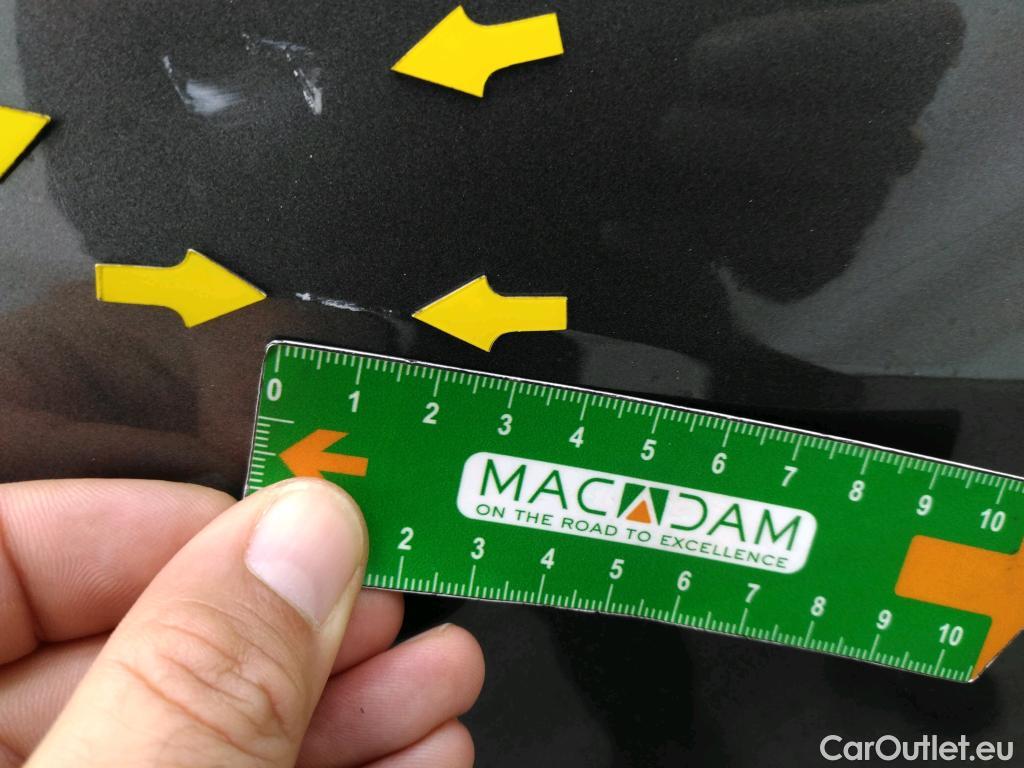 0 1 2 3 4 5 6 7 8 9 10
MACADAM
ON THE ROAD TO EXCELLENCE
2 3 4 5 6 7 8 9 10
CarOutlet.eu